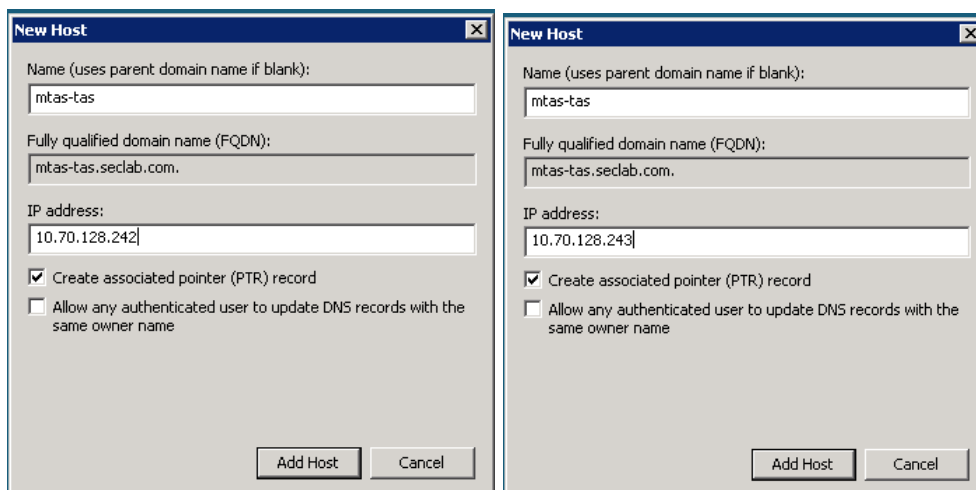 New Host
Name (uses parent domain name if blank):
mtas-tas
Fully qualified domain name (FQDN):
mtas-tas.seclab.com.
IP address:
10.70.128.242
Create associated pointer (PTR) record
Allow any authenticated user to update DNS records with the
same owner name
Add Host
Cancel
New Host
Name (uses parent domain name if blank):
mtas-tas
Fully qualified domain name (FQDN):
mtas-tas.seclab.com.
IP address:
10.70.128.243
Create associated pointer (PTR) record
Allow any authenticated user to update DNS records with the
same owner name
Add Host
Cancel